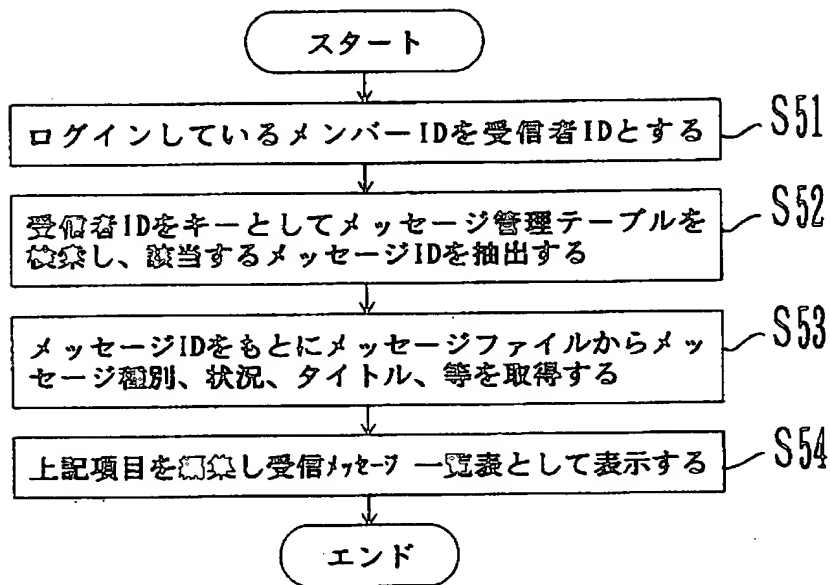 スタート
ログインしているメンバーIDを受信者IDとする
S51
受信者IDをキーとしてメッセージ管理テーブルを
検索し、該当するメッセージIDを抽出する
S52
メッセージIDをもとにメッセージファイルからメッ
セージ種別、状況、タイトル、等を取得する
S53
上記項目を編集し受信メッセージ 一覧表として表示する
S54
エンド